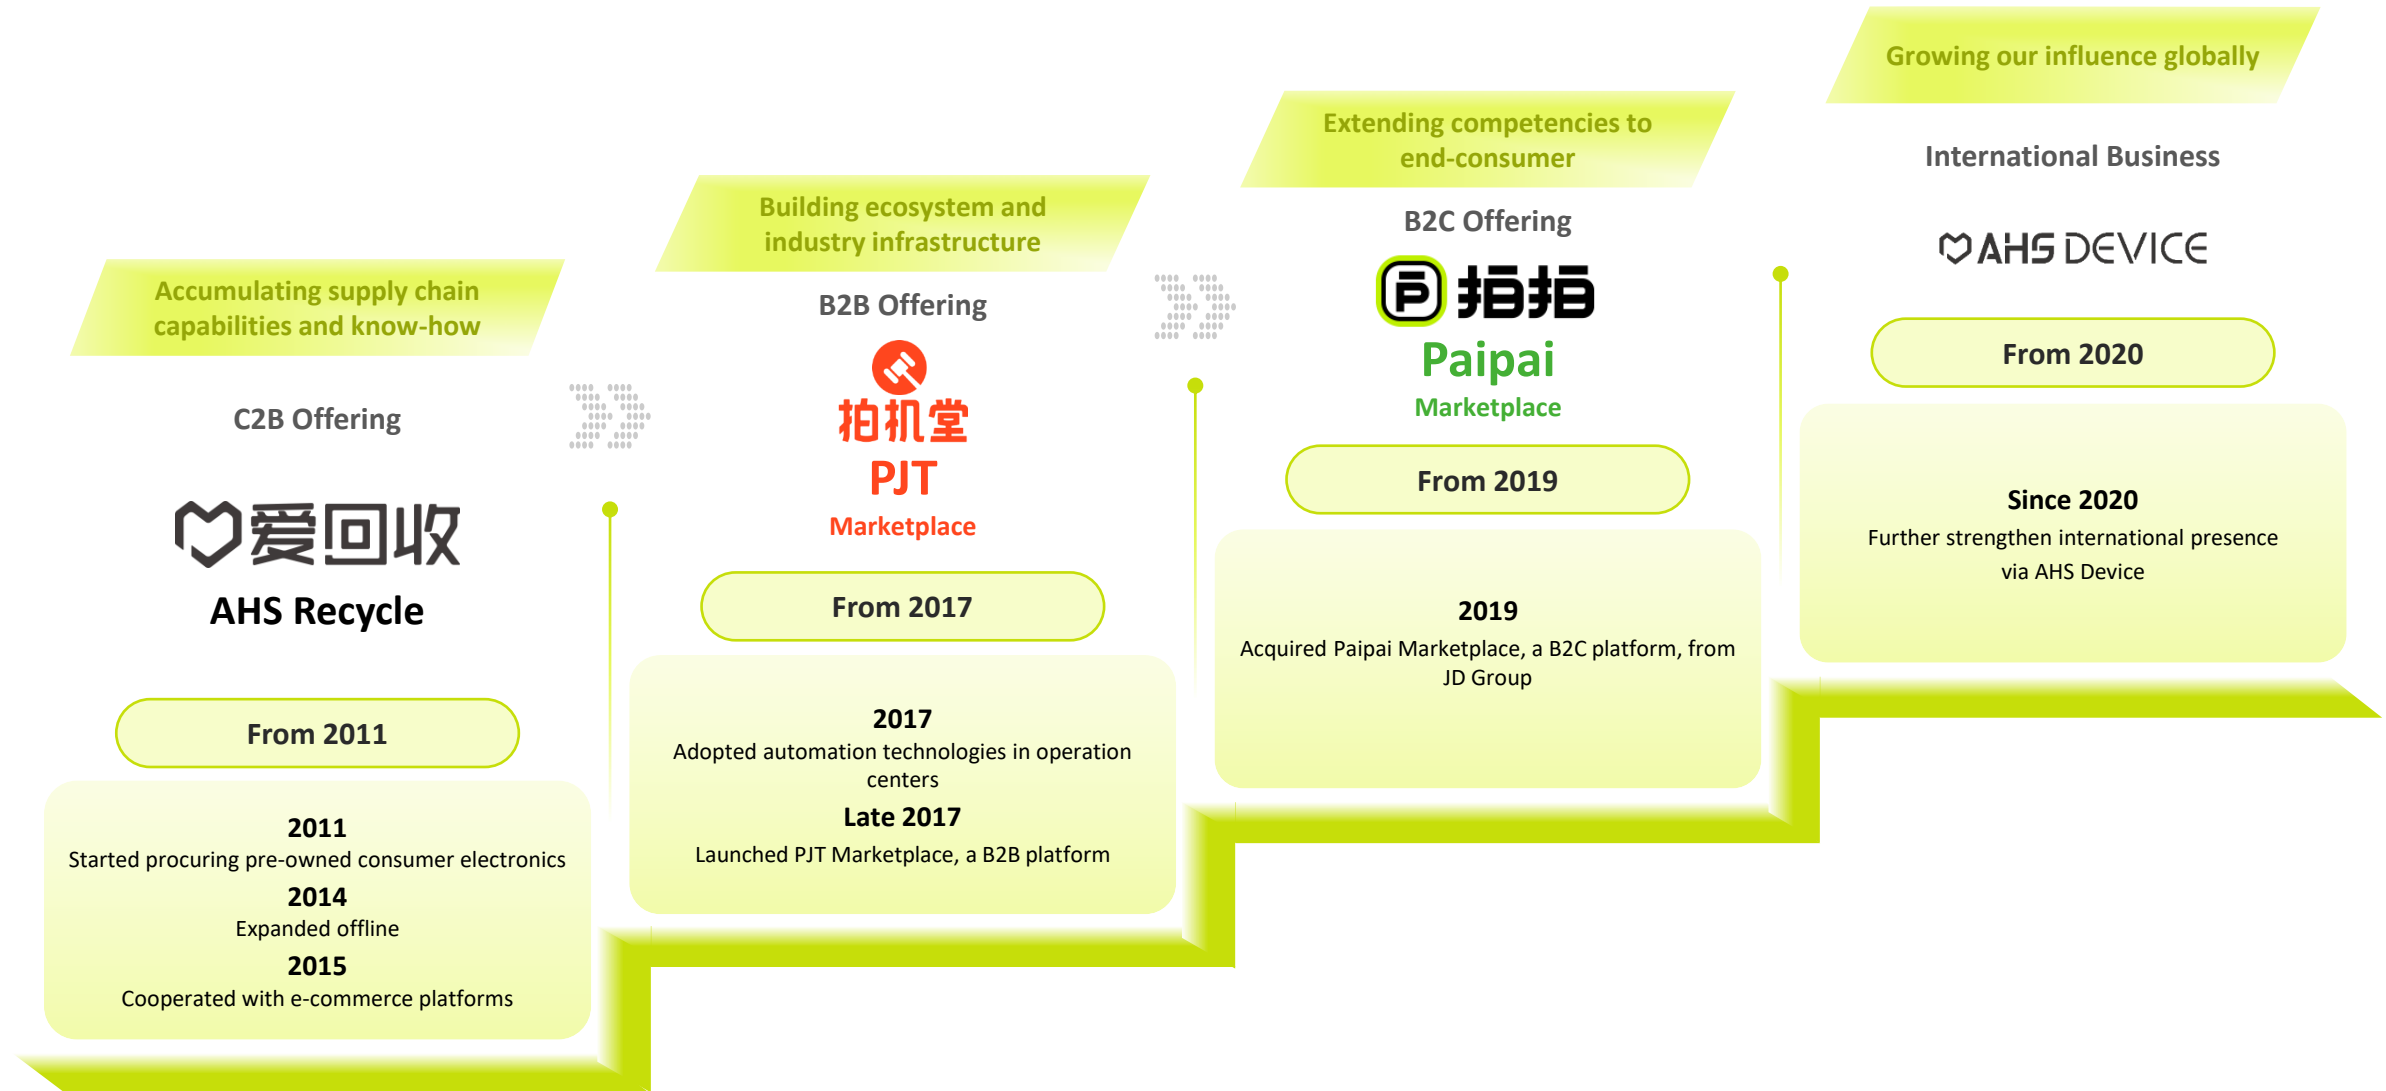 Accumulating supply chain
capabilities and know-how
C2B Offering
爱回收
AHS Recycle
From 2011
2011
Started procuring pre-owned consumer electronics
2014
Expanded offline
2015
Cooperated with e-commerce platforms
Building ecosystem and
industry infrastructure
B2B Offering
拍机堂
PJT
Marketplace
From 2017
2017
Adopted automation technologies in operation
centers
Late 2017
Launched PJT Marketplace, a B2B platform
Extending competencies to
end-consumer
B2C Offering
P 拍拍
Paipai
Marketplace
From 2019
2019
Acquired Paipai Marketplace, a B2C platform, from
JD Group
Growing our influence globally
International Business
AHS DEVICE
From 2020
Since 2020
Further strengthen international presence
via AHS Device